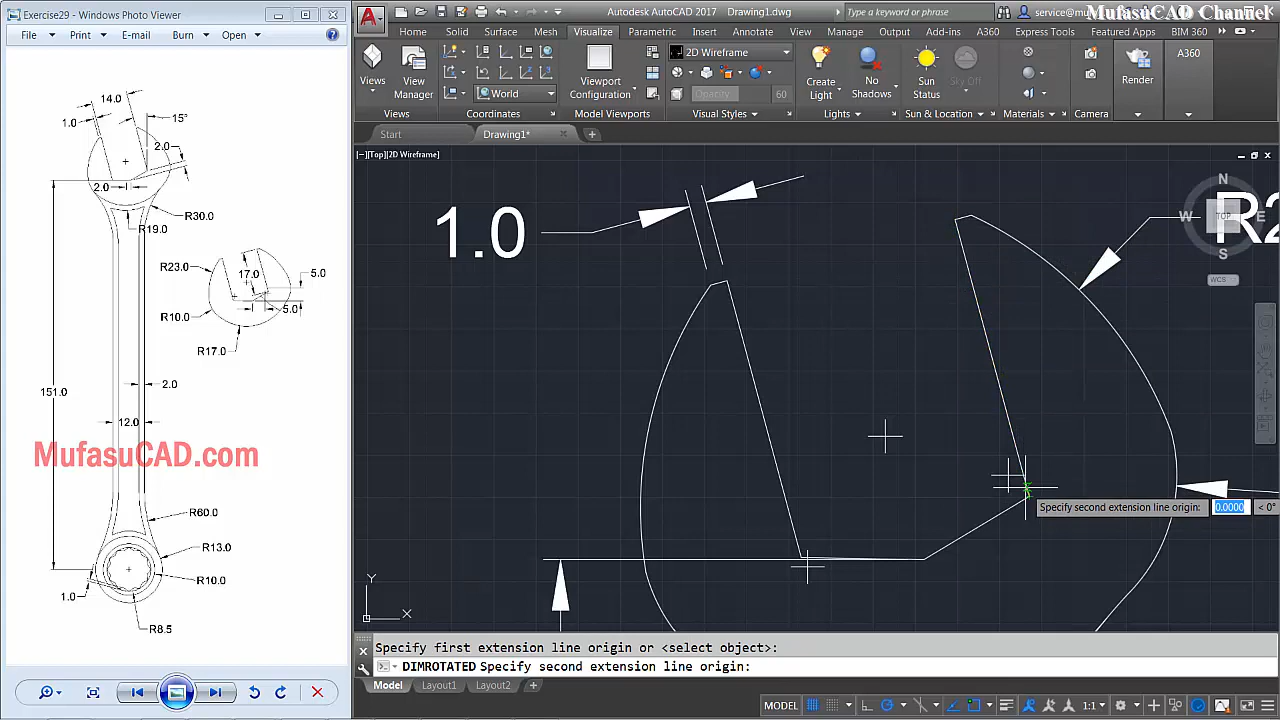 Exercise29 - Windows Photo Viewer
File Print E-mail Burn Open
14.0
1.0
15°
2.0
2.0
R30.0
R19.0
R23.0
17.0
5.0
R10.0
5.0
R17.0
151.0
2.0
12.0
MufasuCAD.com
R60.0
R13.0
R10.0
1.0
R8.5
Autodesk AutoCAD 2017 Drawing1.dwg
Type a keyword or phrase
MufasuCAD Channel
Home Solid Surface Mesh Visualize Parametric Insert Annotate View Manage Output Add-ins A360 Express Tools Featured Apps BIM 360
Views
View Manager
World
Viewport Configuration
2D Wireframe
Opacity 60
Create Light
No Shadows
Sun Status
Sky Off
Render
A360
Views Coordinates Model Viewports Visual Styles Lights Sun & Location Materials Camera
Start Drawing1*
[−][Top][2D Wireframe]
N
W TOP E
S
WCS
1.0
Specify second extension line origin: 0.0000 < 0°
Y
X
Specify first extension line origin or <select object>:
DIMROTATED Specify second extension line origin:
Model Layout1 Layout2
MODEL 1:1